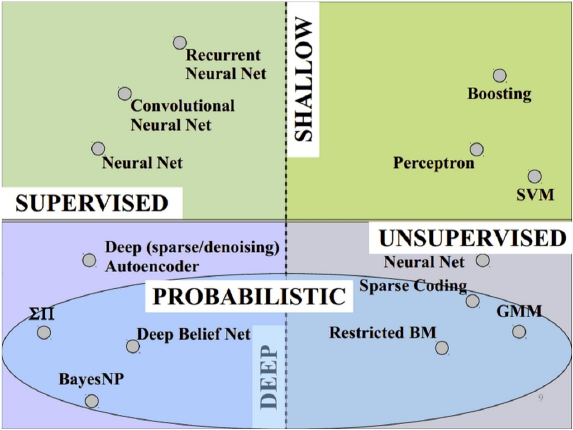 Recurrent
Neural Net
SHALLOW
Boosting
Convolutional
Neural Net
Neural Net
Perceptron
SVM
SUPERVISED
UNSUPERVISED
Deep (sparse/denoising)
Autoencoder
Neural Net
Sparse Coding
PROBABILISTIC
ΣΠ
GMM
Deep Belief Net
Restricted BM
DEEP
BayesNP
9